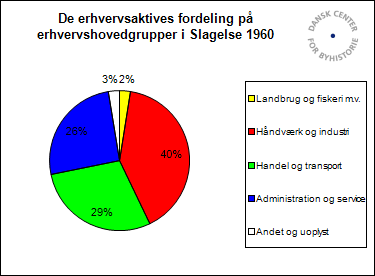 De erhvervsaktives fordeling på
erhvervshovedgrupper i Slagelse 1960
DANSK CENTER
FOR BYHISTORIE
3%
2%
40%
29%
26%
Landbrug og fiskeri m.v.
Håndværk og industri
Handel og transport
Administration og service
Andet og uoplyst